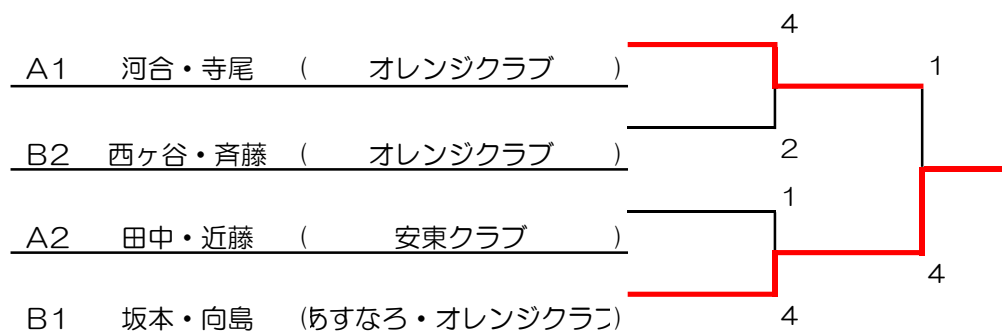 4
A1 河合・寺尾 ( オレンジクラブ ) 1
B2 西ヶ谷・斉藤 ( オレンジクラブ ) 2
1
A2 田中・近藤 ( 安東クラブ )
4
B1 坂本・向島 (あすなろ・オレンジクラブ) 4